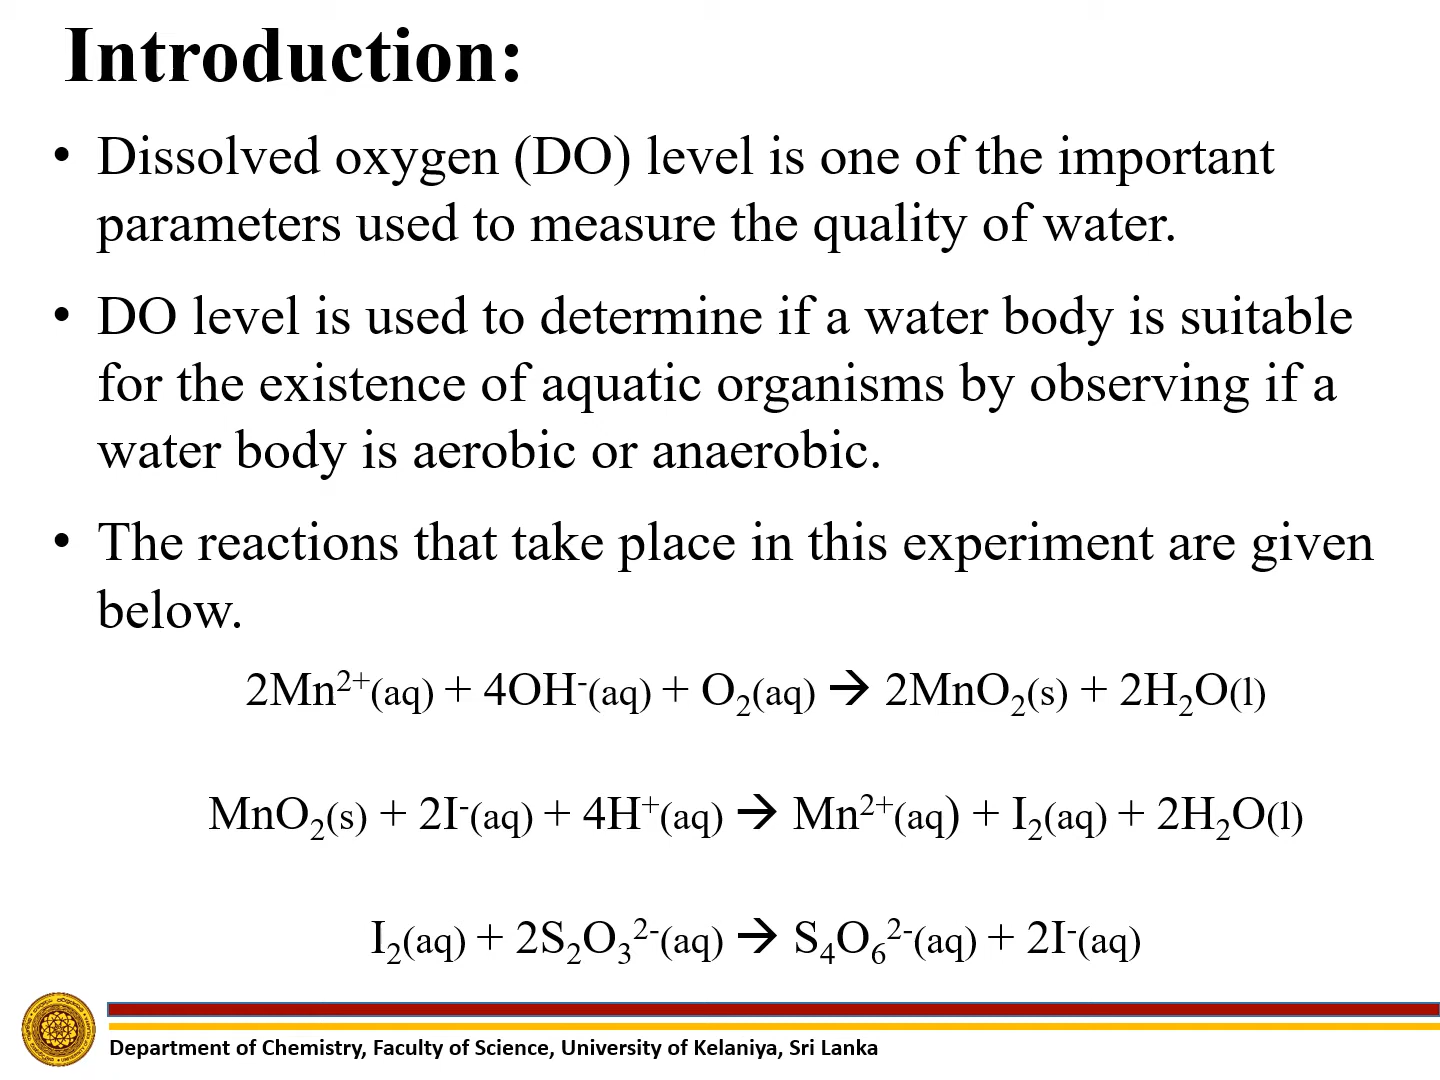 Introduction:
• Dissolved oxygen (DO) level is one of the important
parameters used to measure the quality of water.
• DO level is used to determine if a water body is suitable
for the existence of aquatic organisms by observing if a
water body is aerobic or anaerobic.
• The reactions that take place in this experiment are given
below.
2Mn²⁺(aq) + 4OH⁻(aq) + O₂(aq) → 2MnO₂(s) + 2H₂O(l)
MnO₂(s) + 2I⁻(aq) + 4H⁺(aq) → Mn²⁺(aq) + I₂(aq) + 2H₂O(l)
I₂(aq) + 2S₂O₃²⁻(aq) → S₄O₆²⁻(aq) + 2I⁻(aq)
Department of Chemistry, Faculty of Science, University of Kelaniya, Sri Lanka